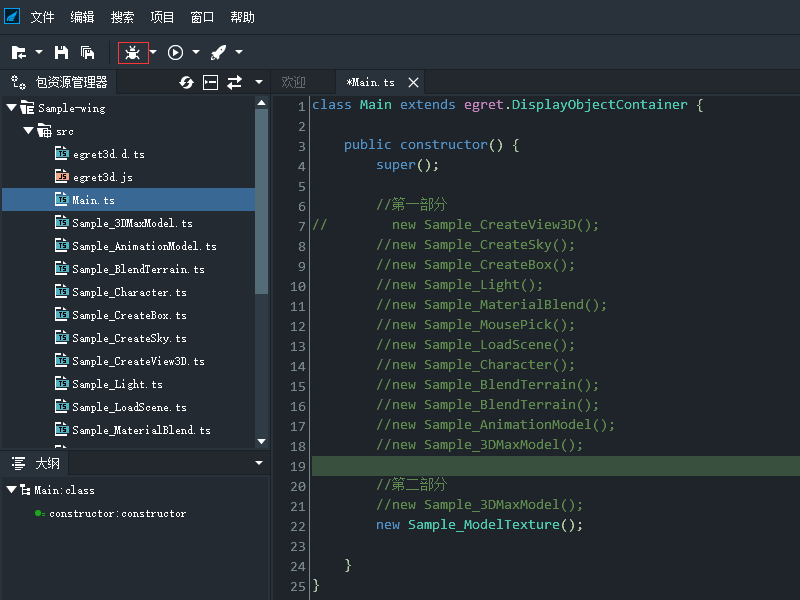 文件 编辑 搜索 项目 窗口 帮助
包资源管理器
欢迎 *Main.ts
Sample-wing
src
egret3d.d.ts
egret3d.js
Main.ts
Sample_3DMaxModel.ts
Sample_AnimationModel.ts
Sample_BlendTerrain.ts
Sample_Character.ts
Sample_CreateBox.ts
Sample_CreateSky.ts
Sample_CreateView3D.ts
Sample_Light.ts
Sample_LoadScene.ts
Sample_MaterialBlend.ts
大纲
Main:class
constructor:constructor
1 class Main extends egret.DisplayObjectContainer {
2
3 public constructor() {
4 super();
5
6 //第一部分
7 // new Sample_CreateView3D();
8 //new Sample_CreateSky();
9 //new Sample_CreateBox();
10 //new Sample_Light();
11 //new Sample_MaterialBlend();
12 //new Sample_MousePick();
13 //new Sample_LoadScene();
14 //new Sample_Character();
15 //new Sample_BlendTerrain();
16 //new Sample_BlendTerrain();
17 //new Sample_AnimationModel();
18 //new Sample_3DMaxModel();
19
20 //第二部分
21 //new Sample_3DMaxModel();
22 new Sample_ModelTexture();
23
24 }
25 }